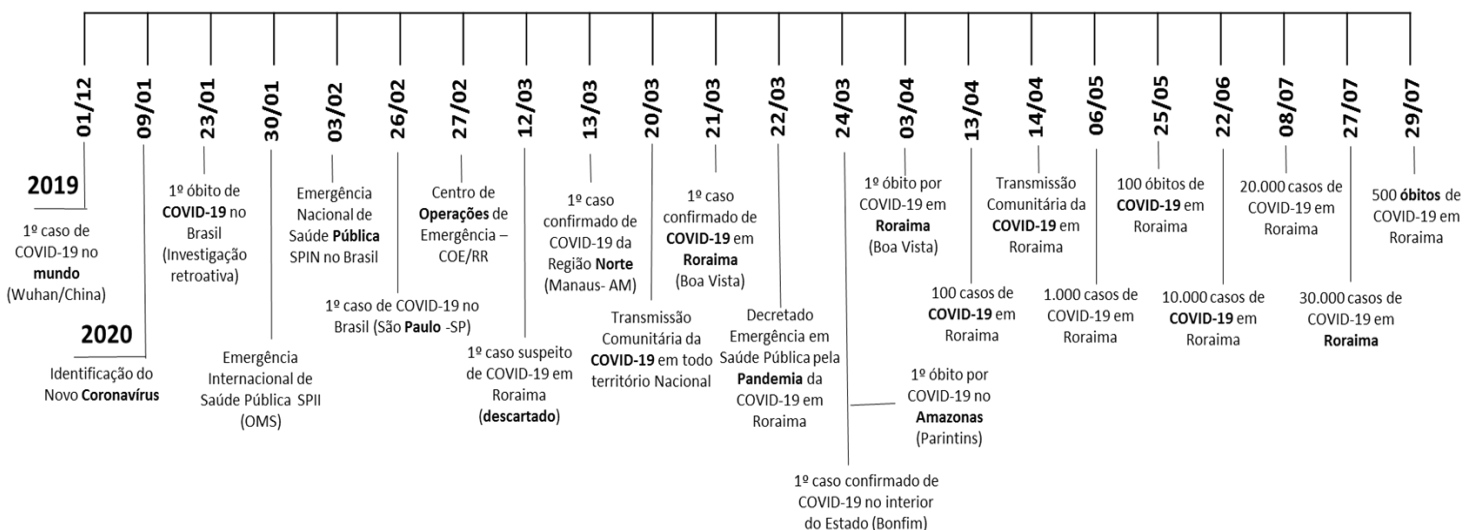 01/12
09/01
23/01
30/01
03/02
26/02
27/02
12/03
13/03
20/03
21/03
22/03
24/03
03/04
13/04
14/04
06/05
25/05
22/06
08/07
27/07
29/07
2019
1º caso de
COVID-19 no
mundo
(Wuhan/China)
2020
Identificação do
Novo Coronavírus
1º óbito de
COVID-19 no
Brasil
(Investigação
retroativa)
Emergência
Internacional de
Saúde Pública SPII
(OMS)
Emergência
Nacional de
Saúde Pública
SPIN no Brasil
1º caso de COVID-19 no
Brasil (São Paulo -SP)
Centro de
Operações de
Emergência –
COE/RR
1º caso suspeito
de COVID-19 em
Roraima
(descartado)
1º caso
confirmado de
COVID-19 da
Região Norte
(Manaus- AM)
Transmissão
Comunitária da
COVID-19 em todo
território Nacional
1º caso
confirmado de
COVID-19 em
Roraima
(Boa Vista)
Decretado
Emergência em
Saúde Pública pela
Pandemia da
COVID-19 em
Roraima
1º caso confirmado de
COVID-19 no interior
do Estado (Bonfim)
1º óbito por
COVID-19 no
Amazonas
(Parintins)
1º óbito por
COVID-19 em
Roraima
(Boa Vista)
100 casos de
COVID-19 em
Roraima
Transmissão
Comunitária da
COVID-19 em
Roraima
1.000 casos de
COVID-19 em
Roraima
100 óbitos de
COVID-19 em
Roraima
10.000 casos de
COVID-19 em
Roraima
20.000 casos de
COVID-19 em
Roraima
30.000 casos de
COVID-19 em
Roraima
500 óbitos de
COVID-19 em
Roraima